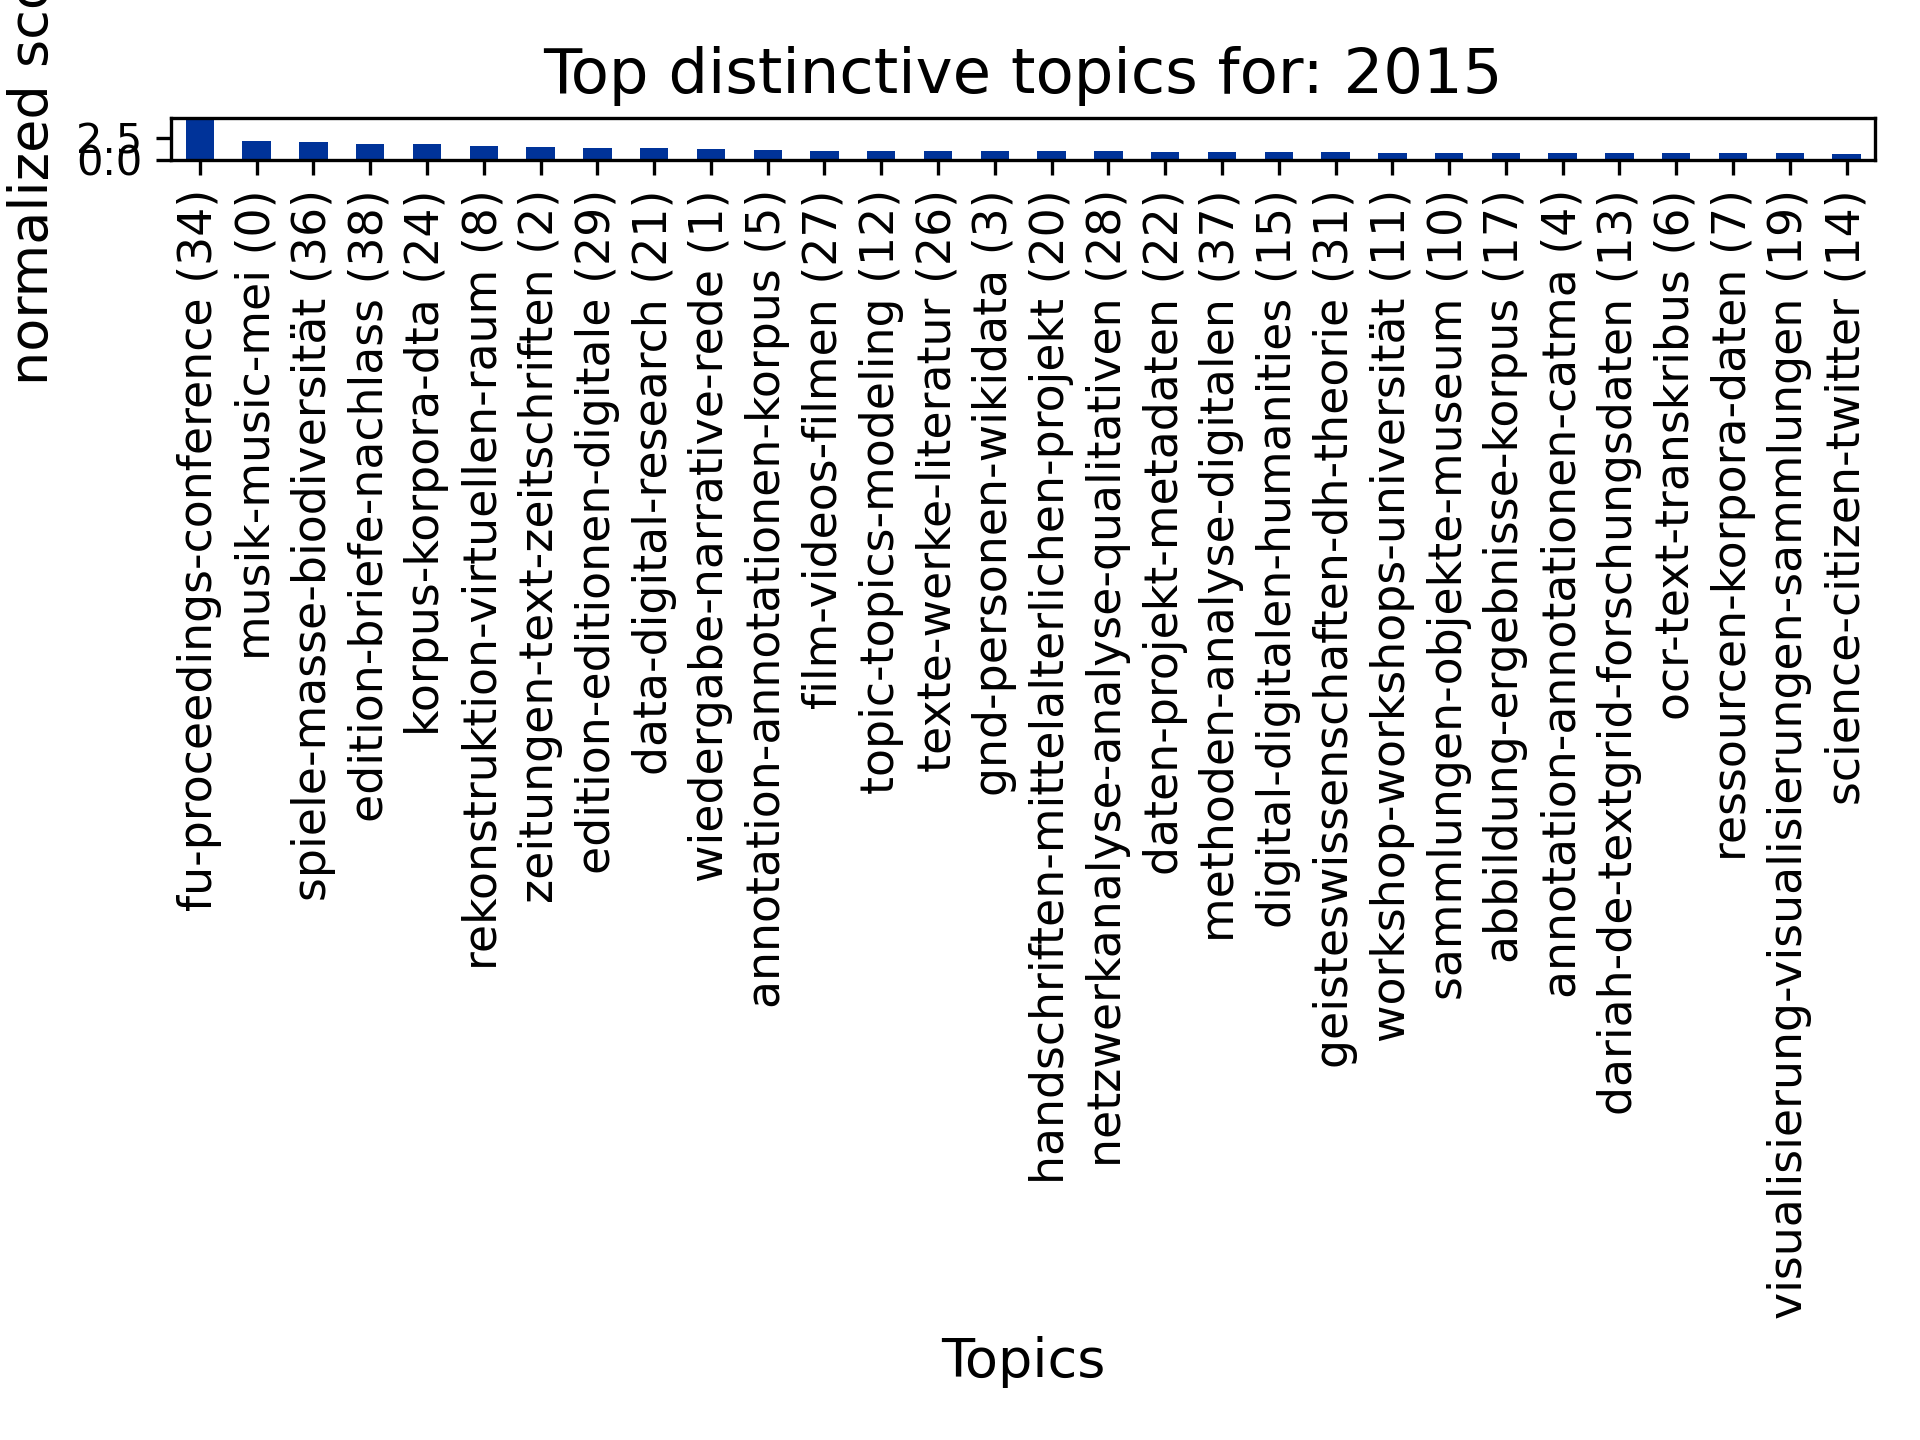 Top distinctive topics for: 2015
normalized sco
2.5
0.0
fu-proceedings-conference (34)
musik-music-mei (0)
spiele-masse-biodiversität (36)
edition-briefe-nachlass (38)
korpus-korpora-dta (24)
rekonstruktion-virtuellen-raum (8)
zeitungen-text-zeitschriften (2)
edition-editionen-digitale (29)
data-digital-research (21)
wiedergabe-narrative-rede (1)
annotation-annotationen-korpus (5)
film-videos-filmen (27)
topic-topics-modeling (12)
texte-werke-literatur (26)
gnd-personen-wikidata (3)
handschriften-mittelalterlichen-projekt (20)
netzwerkanalyse-analyse-qualitativen (28)
daten-projekt-metadaten (22)
methoden-analyse-digitalen (37)
digital-digitalen-humanities (15)
geisteswissenschaften-dh-theorie (31)
workshop-workshops-universität (11)
sammlungen-objekte-museum (10)
abbildung-ergebnisse-korpus (17)
annotation-annotationen-catma (4)
dariah-de-textgrid-forschungsdaten (13)
ocr-text-transkribus (6)
ressourcen-korpora-daten (7)
visualisierung-visualisierungen-sammlungen (19)
science-citizen-twitter (14)
Topics